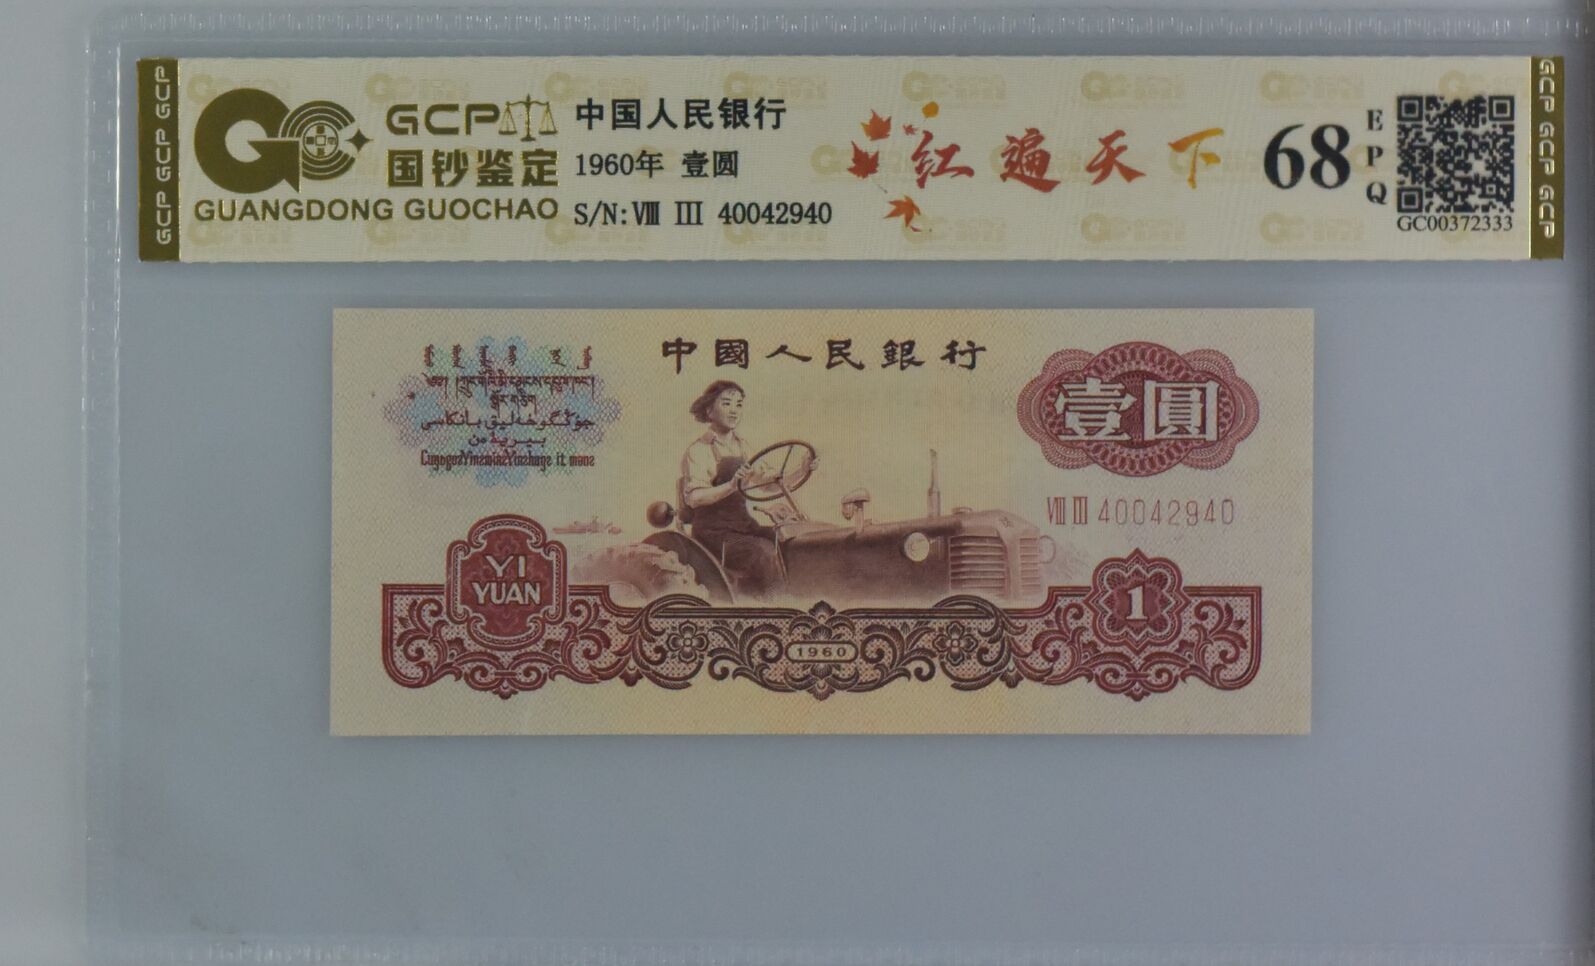 GCP GCP GCP
GCP
国钞鉴定
GUANGDONG GUOCHAO
中国人民银行
1960年 壹圆
S/N: Ⅷ Ⅲ 40042940
红遍天下
68
EPQ
GC00372333
GCP GCP GCP
中國人民銀行
壹圓
Ⅷ Ⅲ 40042940
YI
YUAN
1
1960